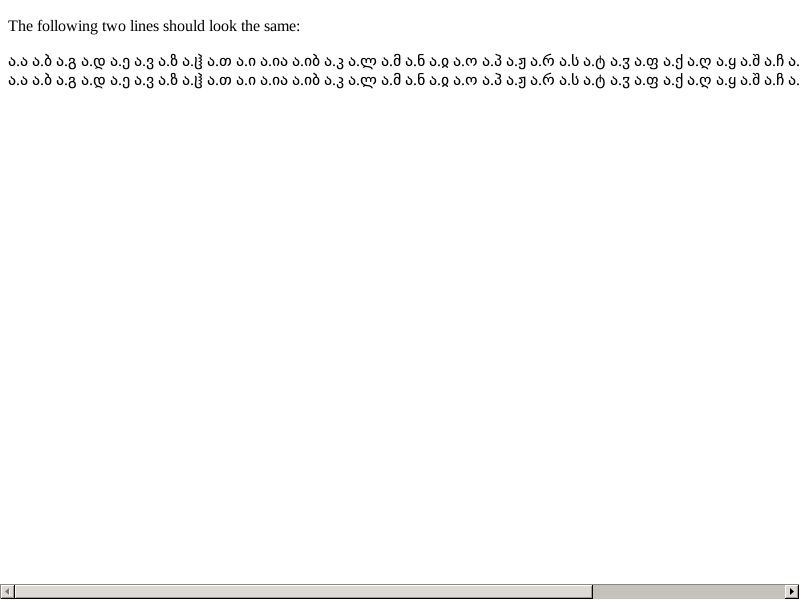 The following two lines should look the same:
ა.ა ა.ბ ა.გ ა.დ ა.ე ა.ვ ა.ზ ა.ჱ ა.თ ა.ი ა.ია ა.იბ ა.კ ა.ლ ა.მ ა.ნ ა.ჲ ა.ო ა.პ ა.ჟ ა.რ ა.ს ა.ტ ა.ჳ ა.ფ ა.ქ ა.ღ ა.ყ ა.შ ა.ჩ ა.
ა.ა ა.ბ ა.გ ა.დ ა.ე ა.ვ ა.ზ ა.ჱ ა.თ ა.ი ა.ია ა.იბ ა.კ ა.ლ ა.მ ა.ნ ა.ჲ ა.ო ა.პ ა.ჟ ა.რ ა.ს ა.ტ ა.ჳ ა.ფ ა.ქ ა.ღ ა.ყ ა.შ ა.ჩ ა.